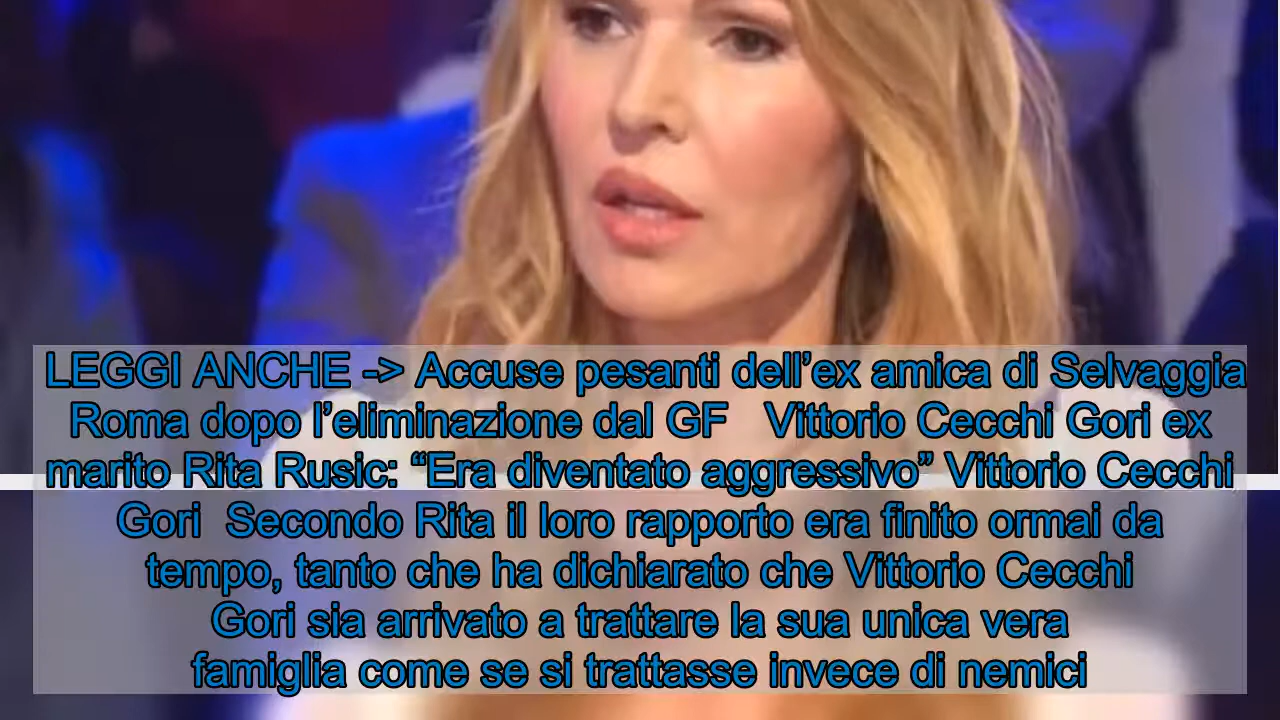 LEGGI ANCHE -> Accuse pesanti dell’ex amica di Selvaggia
Roma dopo l’eliminazione dal GF   Vittorio Cecchi Gori ex
marito Rita Rusic: “Era diventato aggressivo” Vittorio Cecchi
Gori  Secondo Rita il loro rapporto era finito ormai da
tempo, tanto che ha dichiarato che Vittorio Cecchi
Gori sia arrivato a trattare la sua unica vera
famiglia come se si trattasse invece di nemici